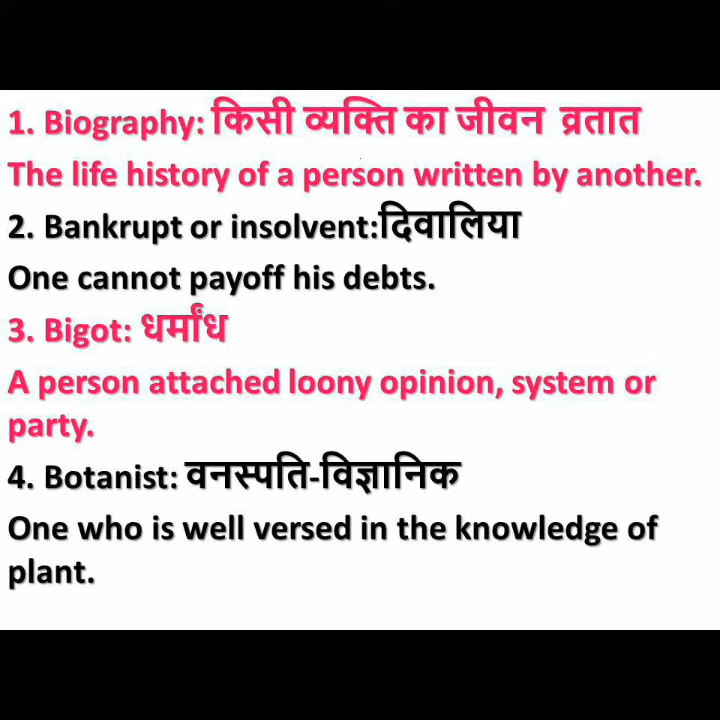 1. Biography: किसी व्यक्ति का जीवन व्रतात
The life history of a person written by another.
2. Bankrupt or insolvent:दिवालिया
One cannot payoff his debts.
3. Bigot: धर्मांध
A person attached loony opinion, system or
party.
4. Botanist: वनस्पति-विज्ञानिक
One who is well versed in the knowledge of
plant.